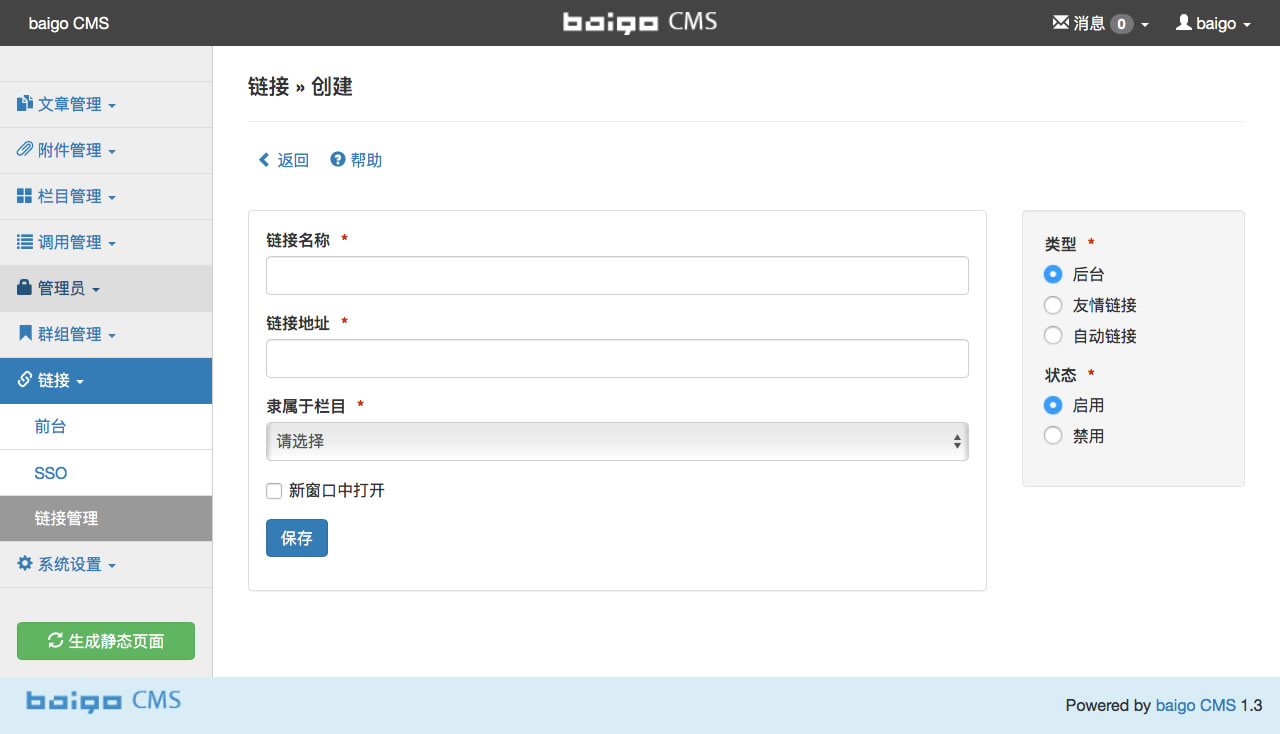 baigo CMS
baigo CMS
消息 0
baigo
文章管理
附件管理
栏目管理
调用管理
管理员
群组管理
链接
前台
SSO
链接管理
系统设置
生成静态页面
链接 » 创建
返回 帮助
链接名称 *
链接地址 *
隶属于栏目 *
请选择
新窗口中打开
保存
类型 *
后台
友情链接
自动链接
状态 *
启用
禁用
baigo CMS
Powered by baigo CMS 1.3